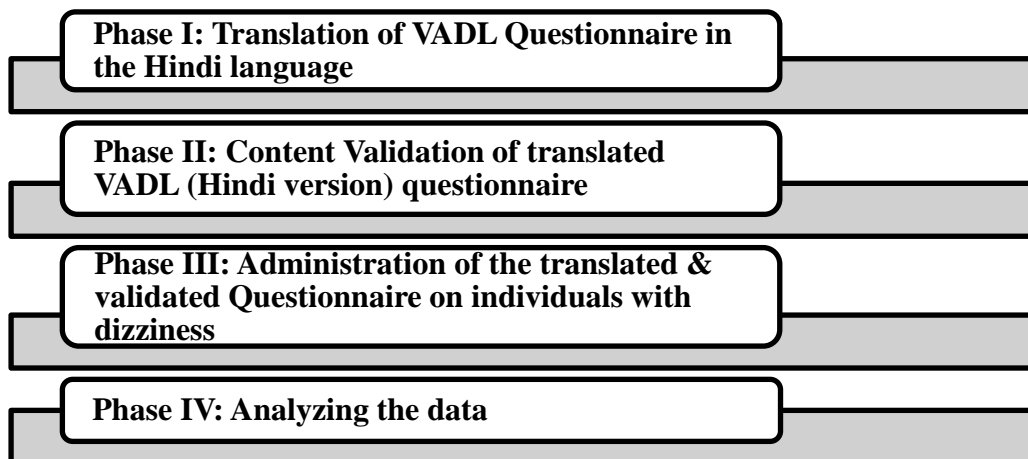 Phase I: Translation of VADL Questionnaire in
the Hindi language
Phase II: Content Validation of translated
VADL (Hindi version) questionnaire
Phase III: Administration of the translated &
validated Questionnaire on individuals with
dizziness
Phase IV: Analyzing the data